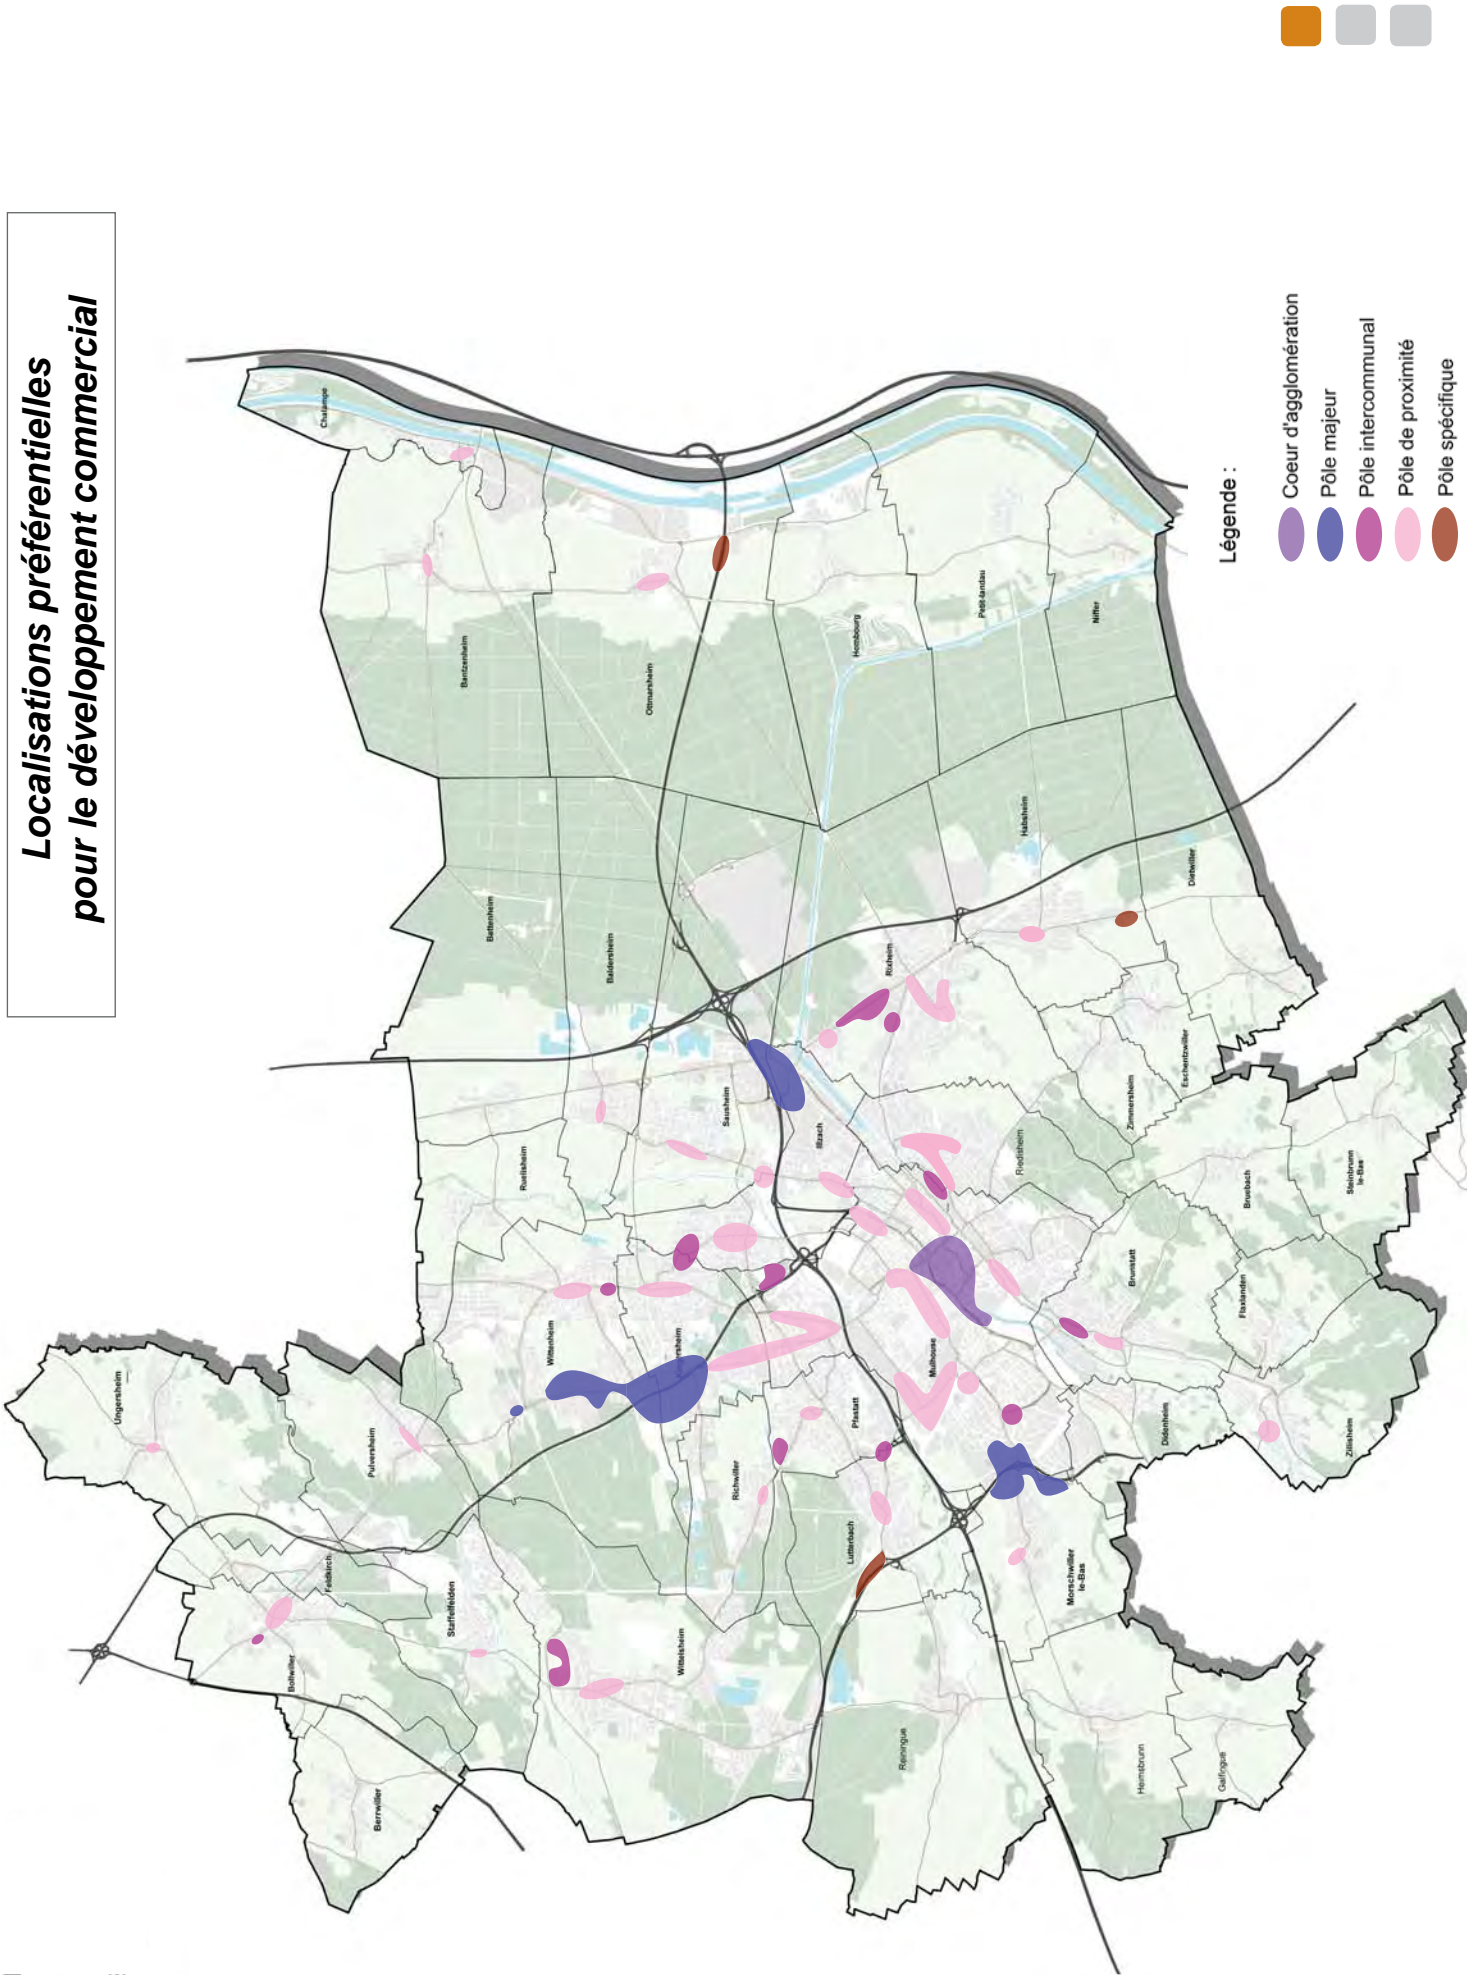 Localisations préférentielles
pour le développement commercial
Chalampe
Bantzenheim
Ottmarsheim
Hombourg
Petit-landau
Niffer
Battenheim
Baldersheim
Habsheim
Dietwiller
Rixheim
Sausheim
Ruelisheim
Illzach
Riedisheim
Zimmersheim
Eschentzwiller
Bruebach
Steinbrunn
le-Bas
Ungersheim
Pulversheim
Wittenheim
ersheim
Mulhouse
Brunstatt
Flaxlanden
Pfastatt
Didenheim
Zillisheim
Richwiller
Feldkirch
Staffelfelden
Lutterbach
Morschwiller
le-Bas
Bollwiller
Wittelsheim
Berrwiller
Reiningue
Heimsbrunn
Galfingue
Légende :
Coeur d'agglomération
Pôle majeur
Pôle intercommunal
Pôle de proximité
Pôle spécifique